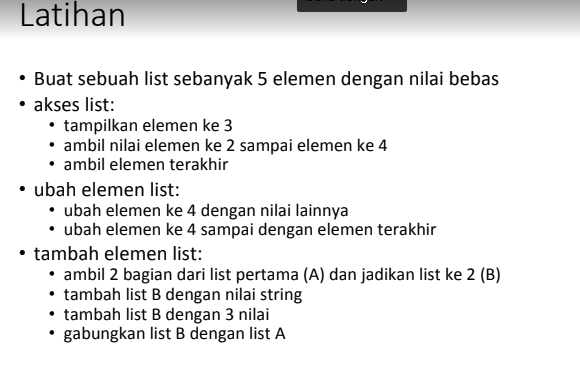 Latihan
• Buat sebuah list sebanyak 5 elemen dengan nilai bebas
• akses list:
• tampilkan elemen ke 3
• ambil nilai elemen ke 2 sampai elemen ke 4
• ambil elemen terakhir
• ubah elemen list:
• ubah elemen ke 4 dengan nilai lainnya
• ubah elemen ke 4 sampai dengan elemen terakhir
• tambah elemen list:
• ambil 2 bagian dari list pertama (A) dan jadikan list ke 2 (B)
• tambah list B dengan nilai string
• tambah list B dengan 3 nilai
• gabungkan list B dengan list A